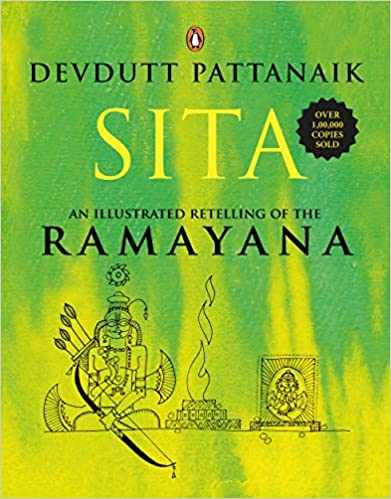 DEVDUTT PATTANAIK
SITA
OVER
1,00,000
COPIES
SOLD
AN ILLUSTRATED RETELLING OF THE
RAMAYANA